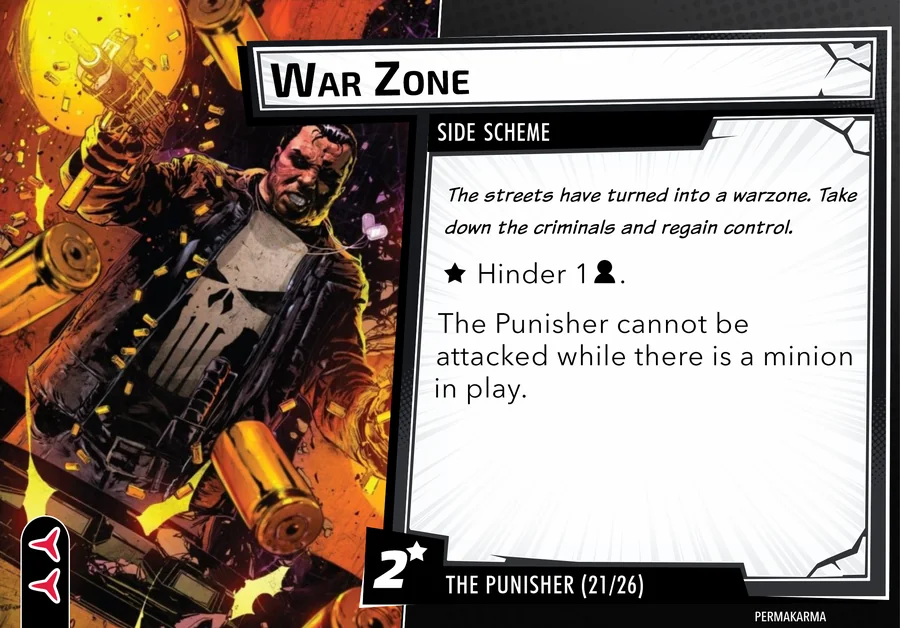 WAR ZONE
SIDE SCHEME
The streets have turned into a warzone. Take
down the criminals and regain control.
★ Hinder 1👤.
The Punisher cannot be
attacked while there is a minion
in play.
2★
THE PUNISHER (21/26)
PERMAKARMA